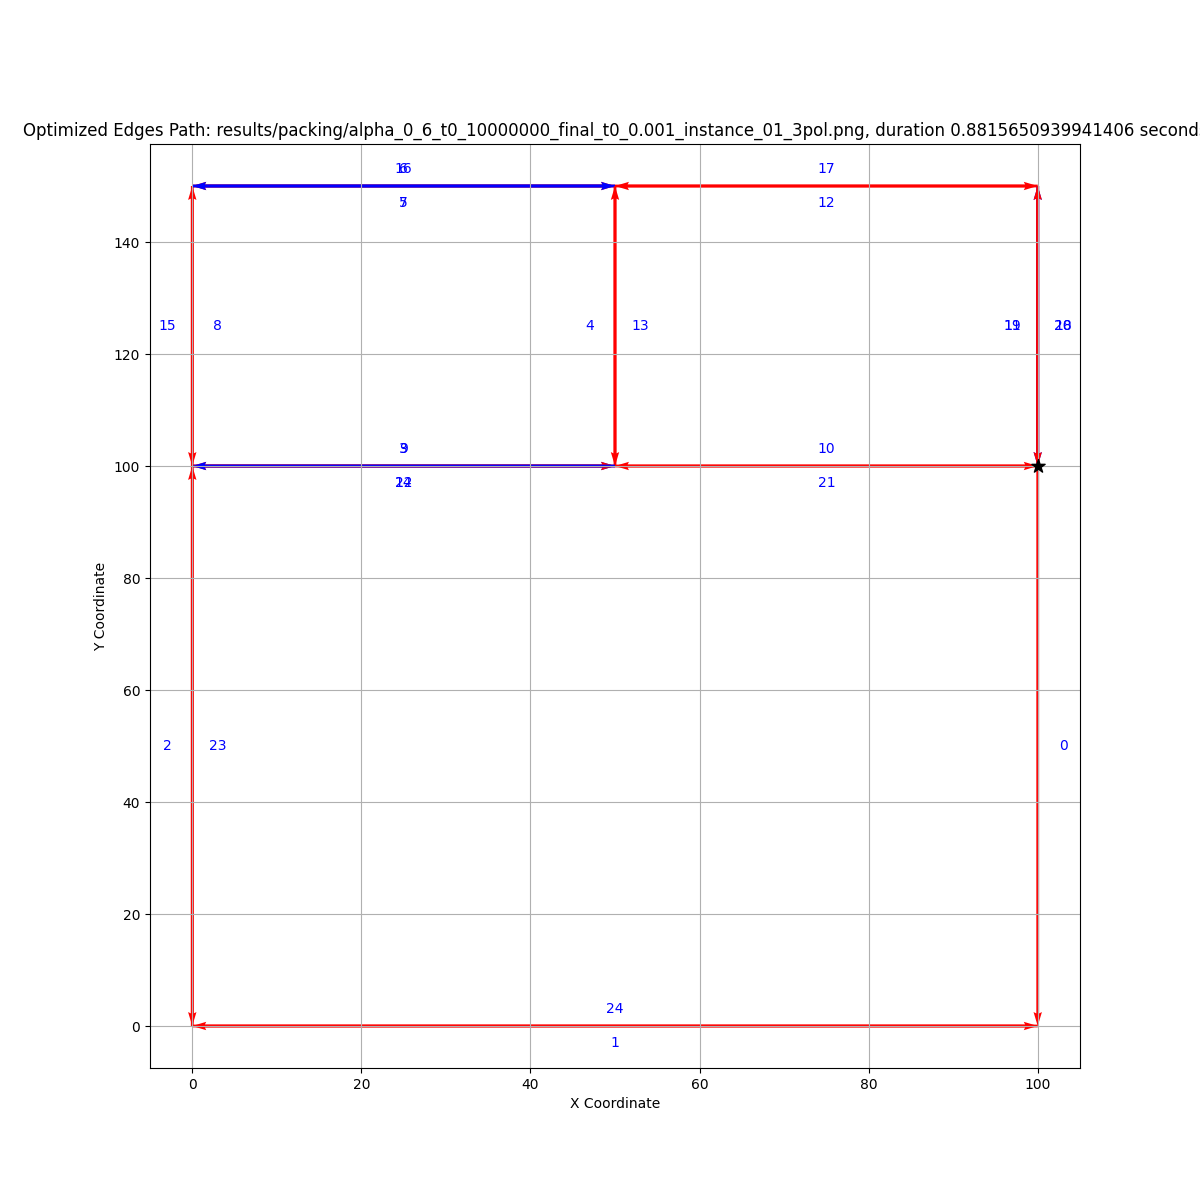 Optimized Edges Path: results/packing/alpha_0_6_t0_10000000_final_t0_0.001_instance_01_3pol.png, duration 0.8815650939941406 second
17
12
140
15 8 4 13
120
10
100
21
80
Y Coordinate
60
2 23 0
40
20
24
0
1
0 20 40 60 80 100
X Coordinate